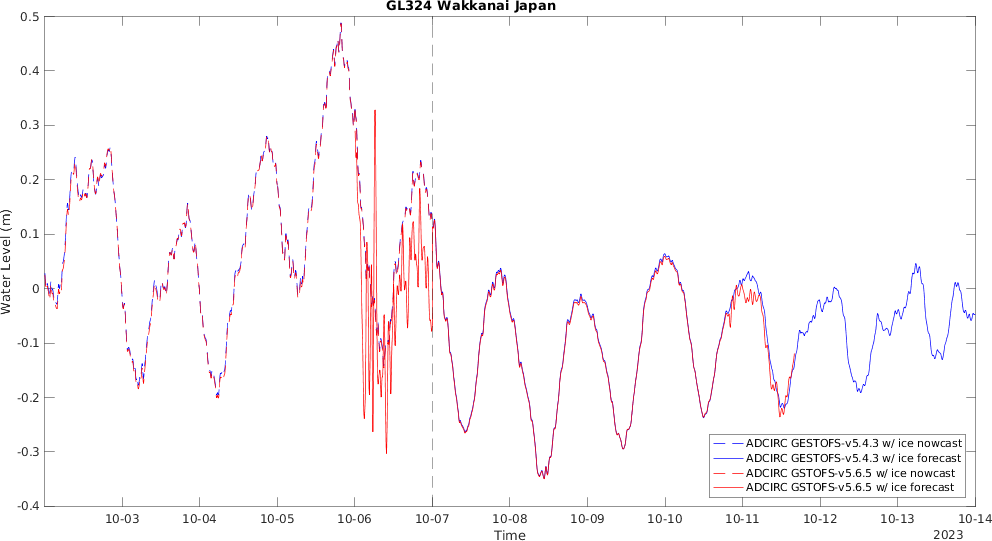 GL324 Wakkanai Japan
0.5
0.4
0.3
0.2
0.1
0
-0.1
-0.2
-0.3
-0.4
Water Level (m)
10-03 10-04 10-05 10-06 10-07 10-08 10-09 10-10 10-11 10-12 10-13 10-14
Time
2023
ADCIRC GESTOFS-v5.4.3 w/ ice nowcast
ADCIRC GESTOFS-v5.4.3 w/ ice forecast
ADCIRC GSTOFS-v5.6.5 w/ ice nowcast
ADCIRC GSTOFS-v5.6.5 w/ ice forecast